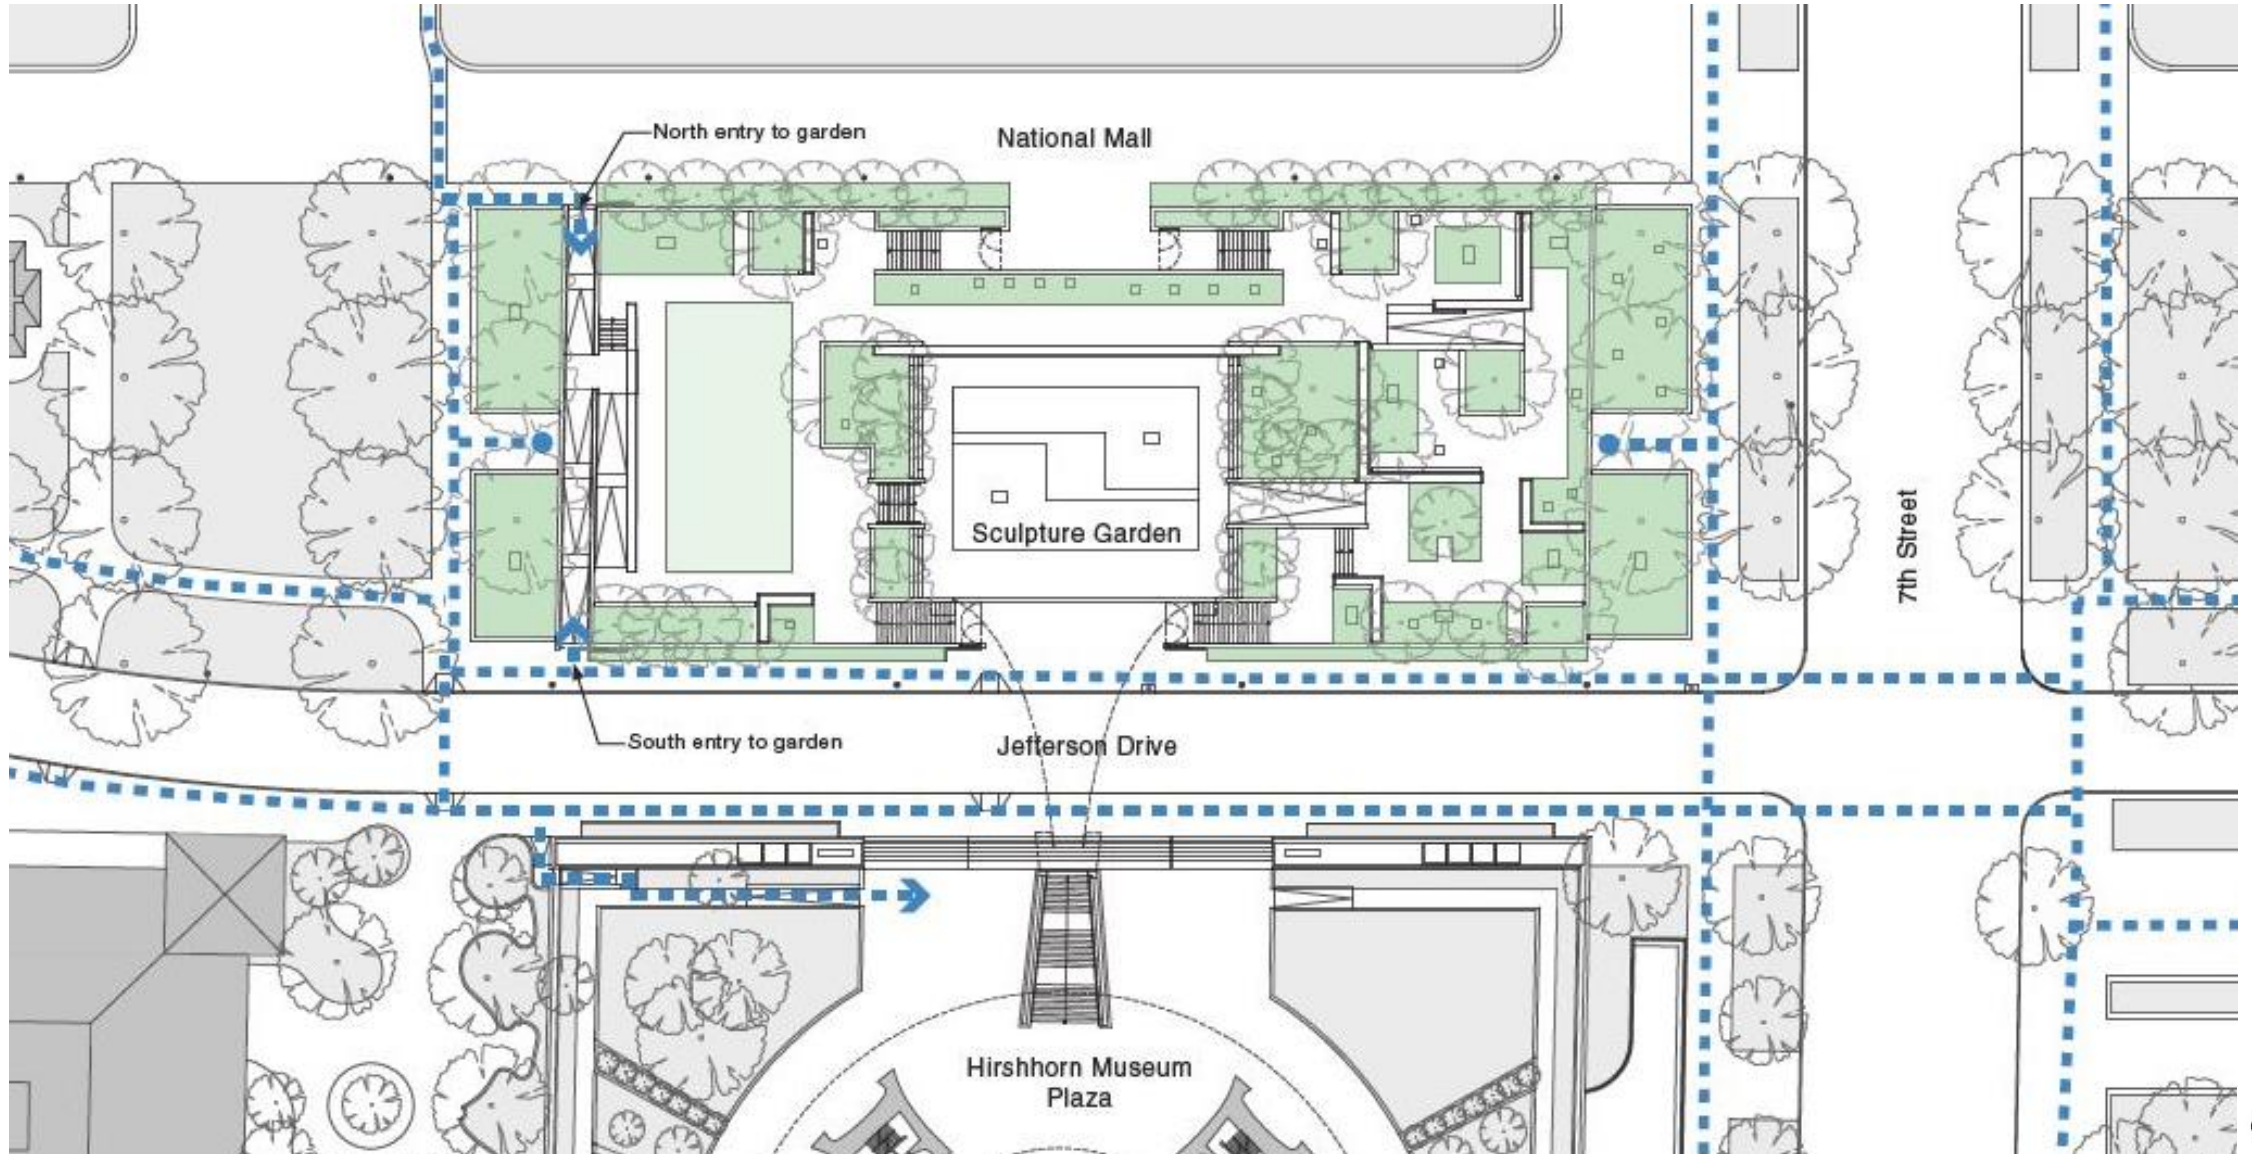 North entry to garden
National Mall
Sculpture Garden
7th Street
South entry to garden
Jefferson Drive
Hirshhorn Museum
Plaza